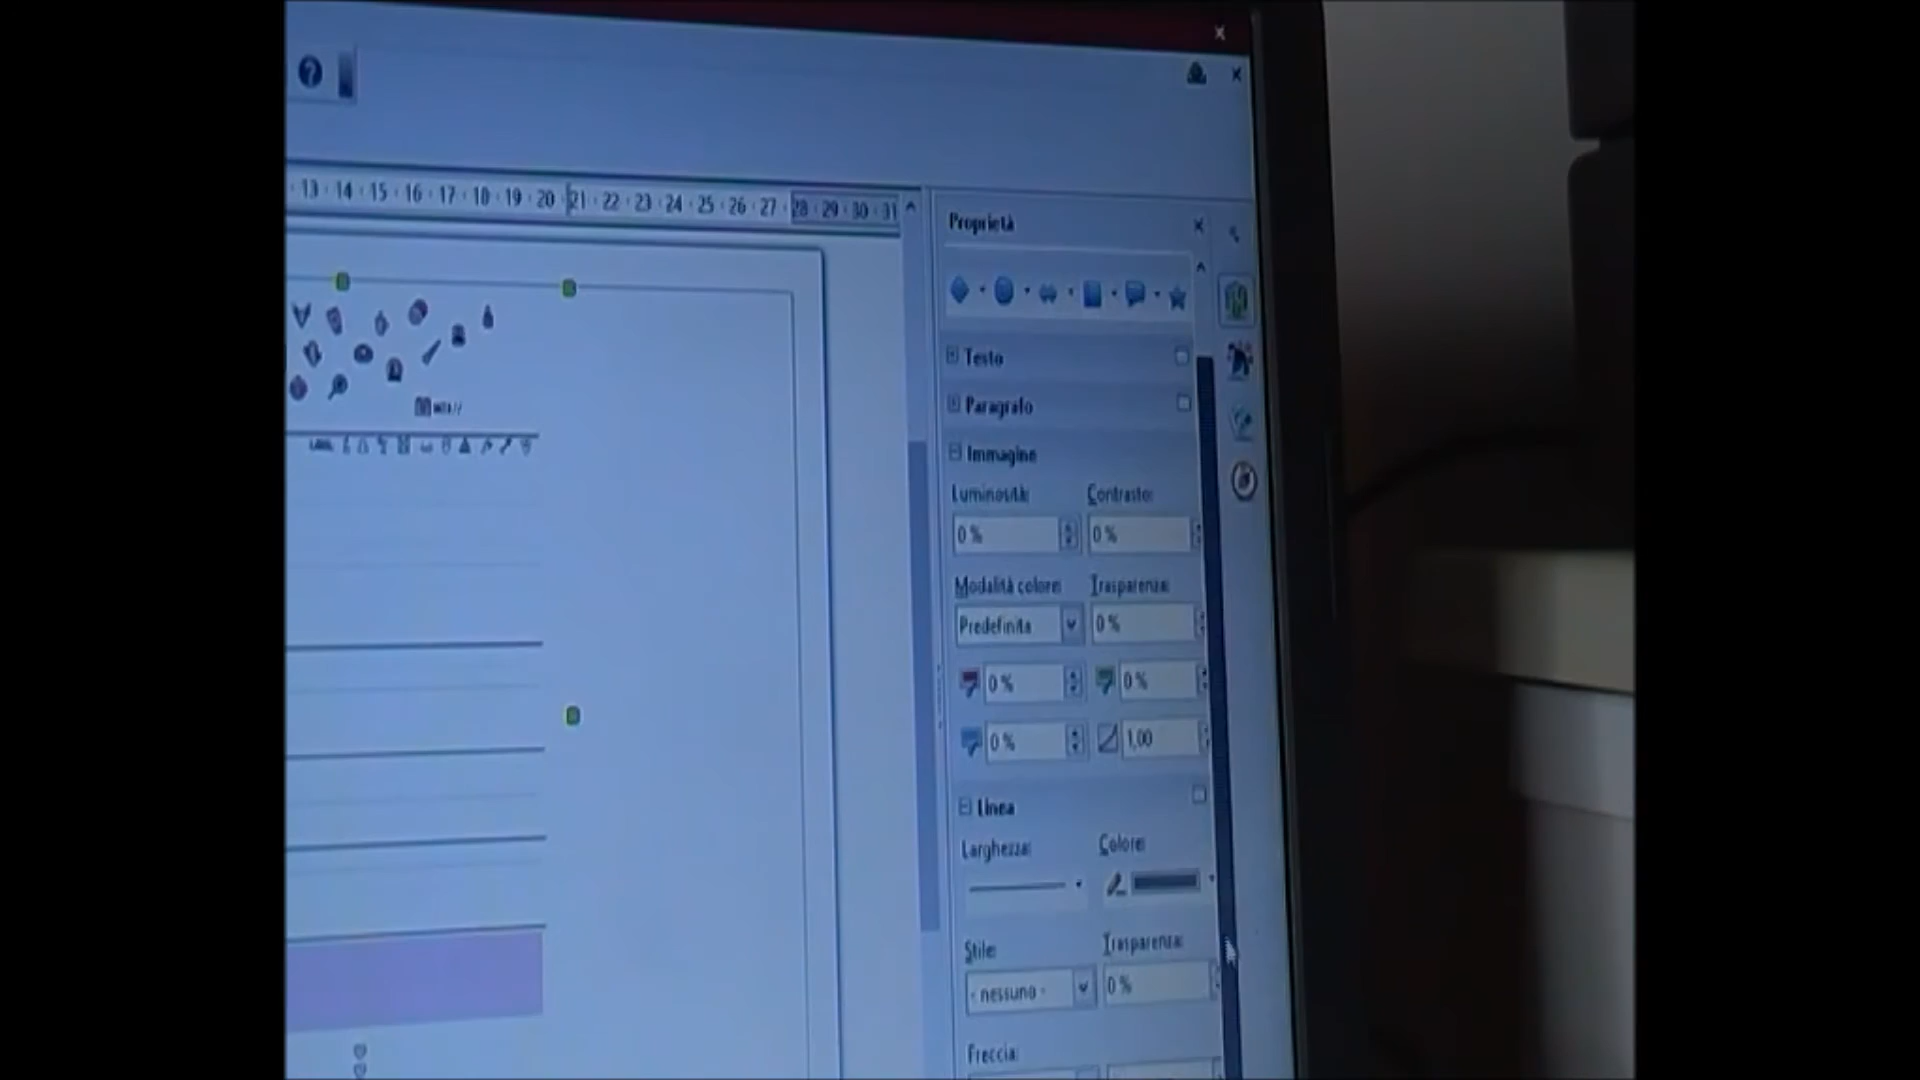 ?
13 14 15 16 17 18 19 20 21 22 23 24 25 26 27 28 29 30 31
Proprietà
Testo
Paragrafo
Immagine
Luminosità: Contrasto:
0 % 0 %
Modalità colore: Trasparenza:
Predefinita 0 %
0 % 0 %
0 % 1,00
Linea
Larghezza: Colore:
Stile: Trasparenza:
- nessuno - 0 %
Freccia: